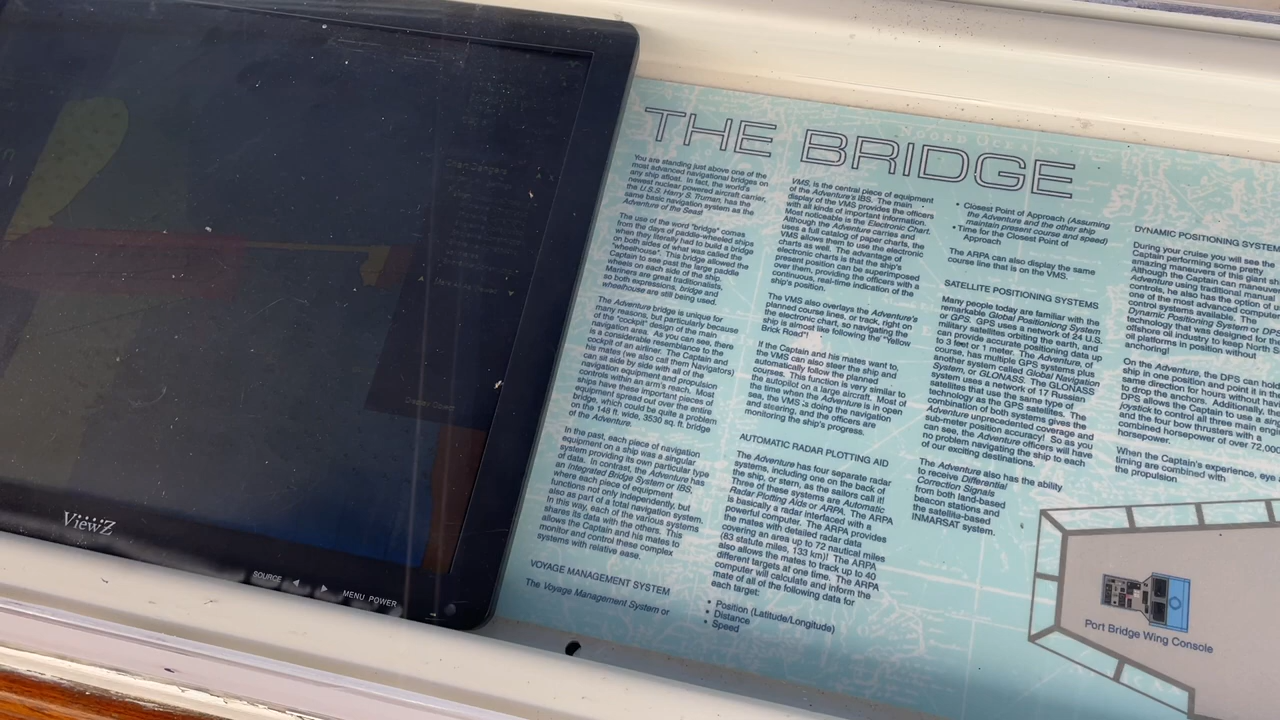 ViewZ
SOURCE
MENU POWER
THE BRIDGE
You are standing just above one of the
most advanced navigational bridges on
any ship afloat. In fact, the world's
newest nuclear powered aircraft carrier,
the U.S.S. Harry S. Truman, has the
same basic navigation system as the
Adventure of the Seas!
The use of the word "bridge" comes
from the days of paddle-wheeled ships
when they literally had to build a bridge
on both sides of what was called the
"wheelhouse". This bridge allowed the
Captain to see past the large paddle
wheels on each side of the ship.
Mariners are great traditionalists,
so both expressions, bridge and
wheelhouse are still being used.
The Adventure bridge is unique for
many reasons, but particularly because
of the "cockpit" design of the main
navigation area. As you can see, there
is a considerable resemblance to the
cockpit of an airliner. The Captain and
his mates (we also call them Navigators)
can sit side by side with all of the
navigation equipment and propulsion
controls within an arm's reach. Most
ships have these important pieces of
equipment spread out over the entire
bridge, which could be quite a problem
on the 148 ft. wide, 3530 sq. ft. bridge
of the Adventure.
In the past, each piece of navigation
equipment on a ship was a singular
system providing its own particular type
of data. In contrast, the Adventure has
an Integrated Bridge System or IBS,
where each piece of equipment
functions not only independently, but
also as part of a total navigation system.
In this way, each of the various systems
shares its data with the others. This
allows the Captain and his mates to
monitor and control these complex
systems with relative ease.
VOYAGE MANAGEMENT SYSTEM
The Voyage Management System or
VMS, is the central piece of equipment
of the Adventure's IBS. The main
display of the VMS provides the officers
with all kinds of important information.
Most noticeable is the Electronic Chart.
Although the Adventure carries and
uses a full catalog of paper charts, the
VMS allows them to use the electronic
charts as well. The advantage of
electronic charts is that the ship's
present position can be superimposed
over them, providing the officers with a
continuous, real-time indication of the
ship's position.
The VMS also overlays the Adventure's
planned course lines, or track, right on
the electronic chart, so navigating the
ship is almost like following the "Yellow
Brick Road"!
If the Captain and his mates want to,
the VMS can also steer the ship and
automatically follow the planned
courses. This function is very similar to
the autopilot on a large aircraft. Most of
the time when the Adventure is in open
sea, the VMS is doing the navigation
and steering, and the officers are
monitoring the ship's progress.
AUTOMATIC RADAR PLOTTING AID
The Adventure has four separate radar
systems, including one on the back of
the ship, or stern, as the sailors call it!
Three of these systems are Automatic
Radar Plotting Aids or ARPA. The ARPA
is basically a radar interfaced with a
powerful computer. The ARPA provides
the mates with detailed radar data
covering an area up to 72 nautical miles
(83 statute miles, 133 km)! The ARPA
also allows the mates to track up to 40
different targets at one time. The ARPA
computer will calculate and inform the
mate of all of the following data for
each target:
• Position (Latitude/Longitude)
• Distance
• Speed
• Closest Point of Approach (Assuming
the Adventure and the other ship
maintain present course and speed)
• Time for the Closest Point of
Approach
The ARPA can also display the same
course line that is on the VMS.
SATELLITE POSITIONING SYSTEMS
Many people today are familiar with the
remarkable Global Positioning System
or GPS. GPS uses a network of 24 U.S.
military satellites orbiting the earth, and
can provide accurate positioning data up
to 3 feet or 1 meter. The Adventure, of
course, has multiple GPS systems plus
another system called Global Navigation
System, or GLONASS. The GLONASS
system uses a network of 17 Russian
satellites that use the same type of
technology as the GPS satellites. The
combination of both systems gives the
Adventure unprecedented coverage and
sub-meter position accuracy! So as you
can see, the Adventure officers will have
no problem navigating the ship to each
of our exciting destinations.
The Adventure also has the ability
to receive Differential
Correction Signals
from both land-based
beacon stations and
the satellite-based
INMARSAT system.
DYNAMIC POSITIONING SYSTEM
During your cruise you will see the
Captain performing some pretty
amazing maneuvers of this giant sh
Although the Captain can maneuver
Adventure using traditional manual
controls, he also has the option of
one of the most advanced computer
control systems available. The
Dynamic Positioning System or DPS
technology that was designed for the
offshore oil industry to keep North S
oil platforms in position without
anchoring!
On the Adventure, the DPS can hold
ship in one position and point it in the
same direction for hours without h
to drop the anchors. Additionally, the
DPS allows the Captain to use a single
joystick to control all three main engi
and the four bow thrusters with a
combined horsepower of over 72,000
horsepower.
When the Captain's experience, eye
timing are combined with
the propulsion
Port Bridge Wing Console